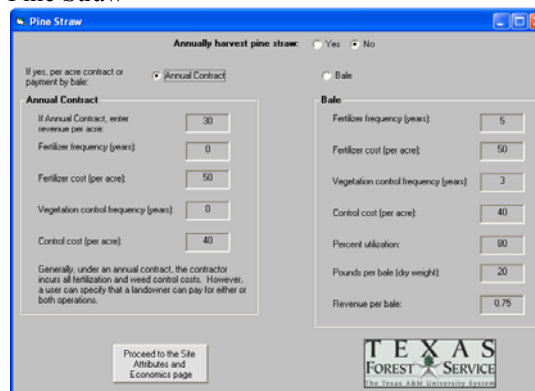 Pine Straw
Pine Straw
Annually harvest pine straw: Yes No
If yes, per acre contract or
payment by bale:
Annual Contract
Bale
Annual Contract
If Annual Contract, enter
revenue per acre:
30
Fertilizer frequency (years):
0
Fertilizer cost (per acre):
50
Vegetation control frequency (years):
0
Control cost (per acre):
40
Generally, under an annual contract, the contractor
incurs all fertilization and weed control costs. However,
a user can specify that a landowner can pay for either or
both operations.
Bale
Fertilizer frequency (years):
5
Fertilizer cost (per acre):
50
Vegetation control frequency (years):
3
Control cost (per acre):
40
Percent utilization:
80
Pounds per bale (dry weight):
20
Revenue per bale:
0.75
Proceed to the Site
Attributes and
Economics page
TEXAS
FOREST SERVICE
The Texas A&M University System